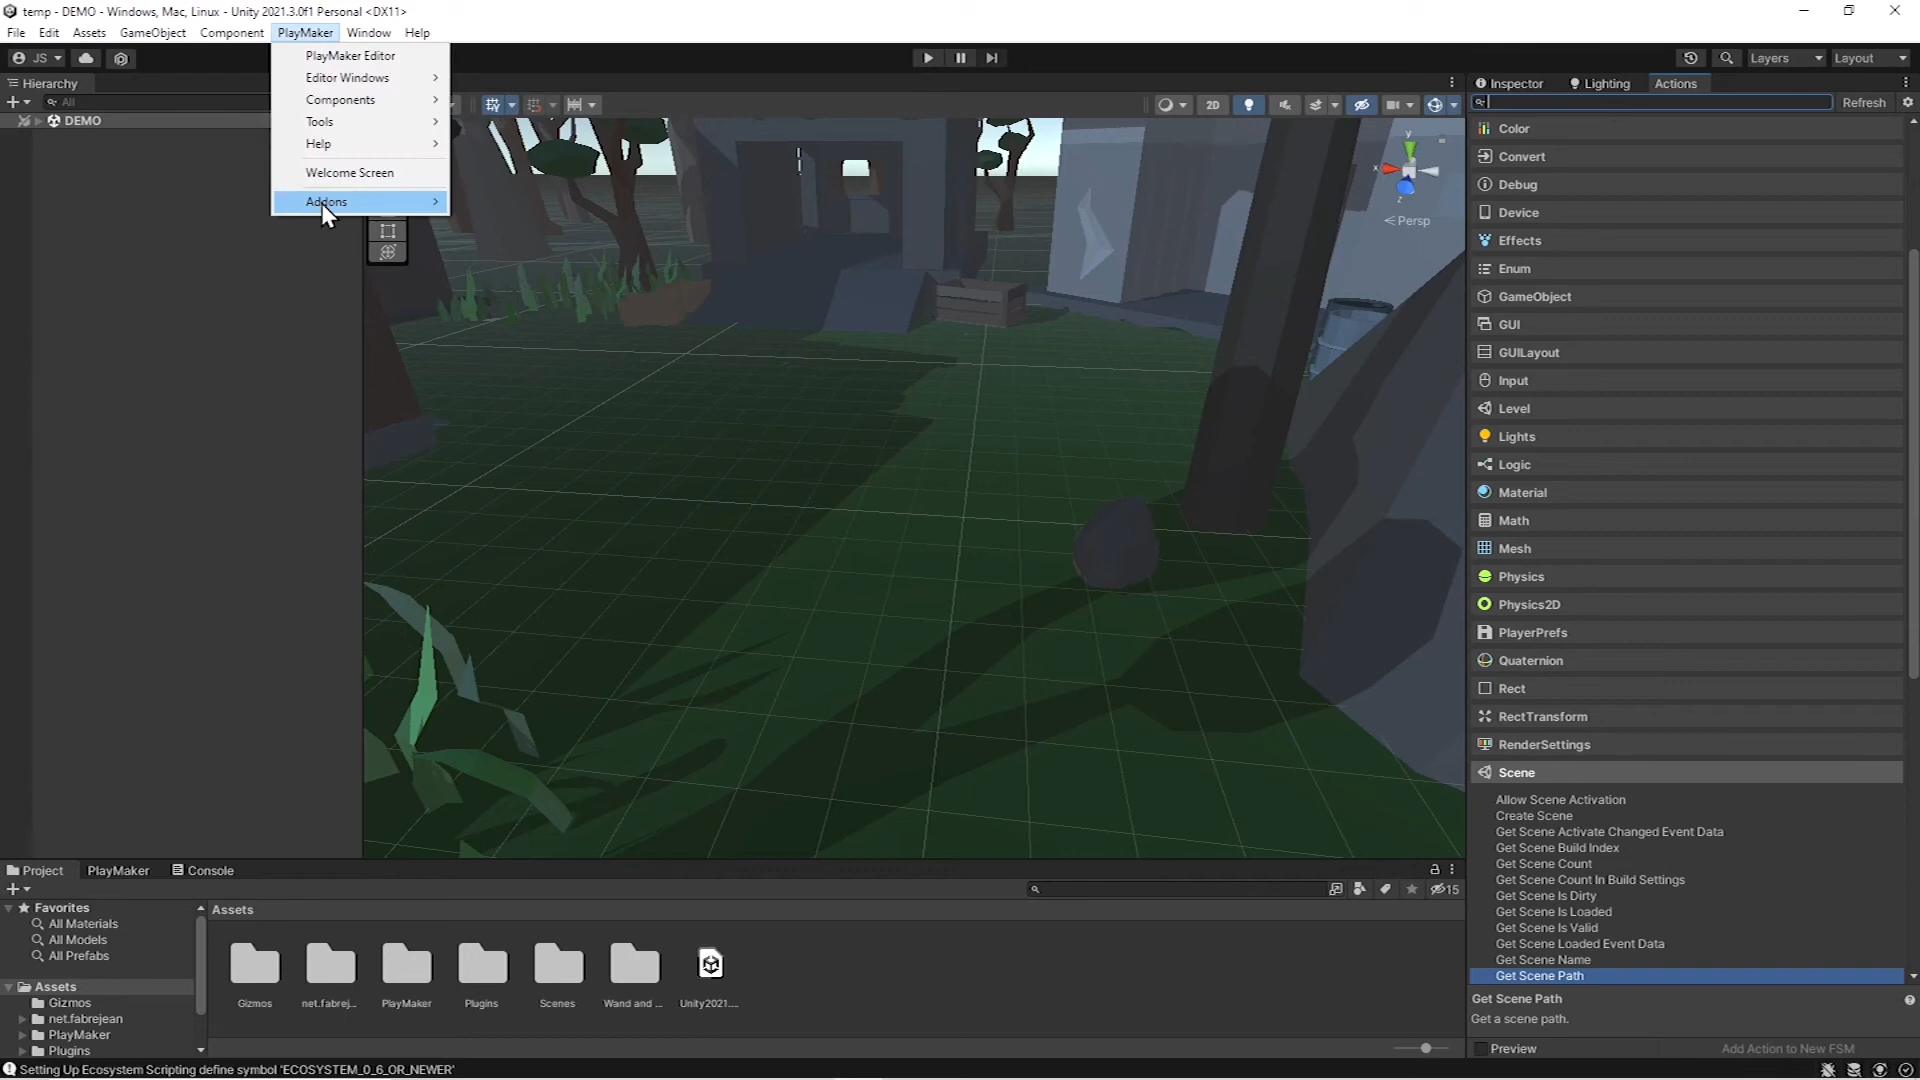 temp - DEMO - Windows, Mac, Linux - Unity 2021.3.0f1 Personal <DX11>
File Edit Assets GameObject Component PlayMaker Window Help
JS Layers Layout
PlayMaker Editor
Editor Windows
Components
Tools
Help
Welcome Screen
Addons
Hierarchy
All
DEMO
2D
y
x
z
Persp
Inspector Lighting Actions
Refresh
Color
Convert
Debug
Device
Effects
Enum
GameObject
GUI
GUILayout
Input
Level
Lights
Logic
Material
Math
Mesh
Physics
Physics2D
PlayerPrefs
Quaternion
Rect
RectTransform
RenderSettings
Scene
Allow Scene Activation
Create Scene
Get Scene Activate Changed Event Data
Get Scene Build Index
Get Scene Count
Get Scene Count In Build Settings
Get Scene Is Dirty
Get Scene Is Loaded
Get Scene Is Valid
Get Scene Loaded Event Data
Get Scene Name
Get Scene Path
Get Scene Path
Get a scene path.
Preview Add Action to New FSM
Project PlayMaker Console
15
Favorites
All Materials
All Models
All Prefabs
Assets
Gizmos
net.fabrejean
PlayMaker
Plugins
Assets
Gizmos net.fabrej... PlayMaker Plugins Scenes Wand and ... Unity2021....
Setting Up Ecosystem Scripting define symbol 'ECOSYSTEM_0_6_OR_NEWER'